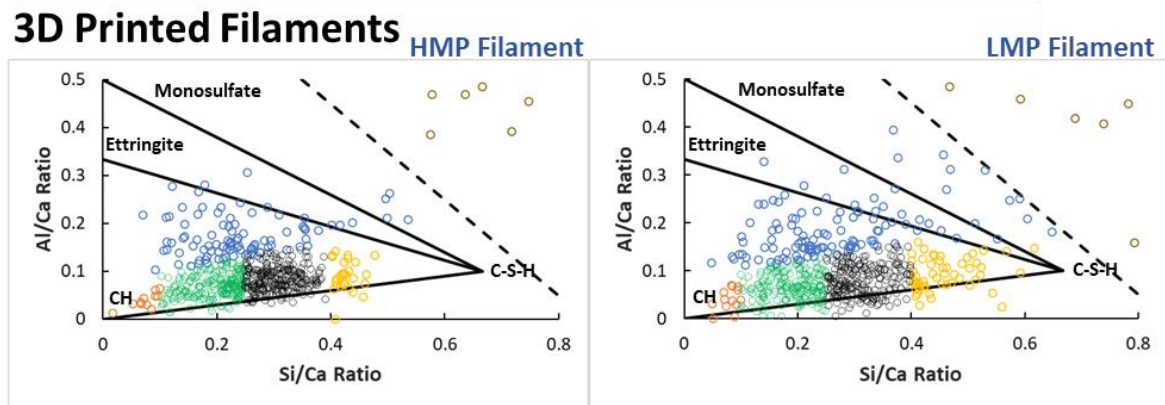 3D Printed Filaments
HMP Filament
LMP Filament
0.5
0.4
0.3
0.2
0.1
0
Al/Ca Ratio
Monosulfate
Ettringite
CH
C-S-H
0
0.2
0.4
0.6
0.8
Si/Ca Ratio
0.5
0.4
0.3
0.2
0.1
0
Al/Ca Ratio
Monosulfate
Ettringite
CH
C-S-H
0
0.2
0.4
0.6
0.8
Si/Ca Ratio